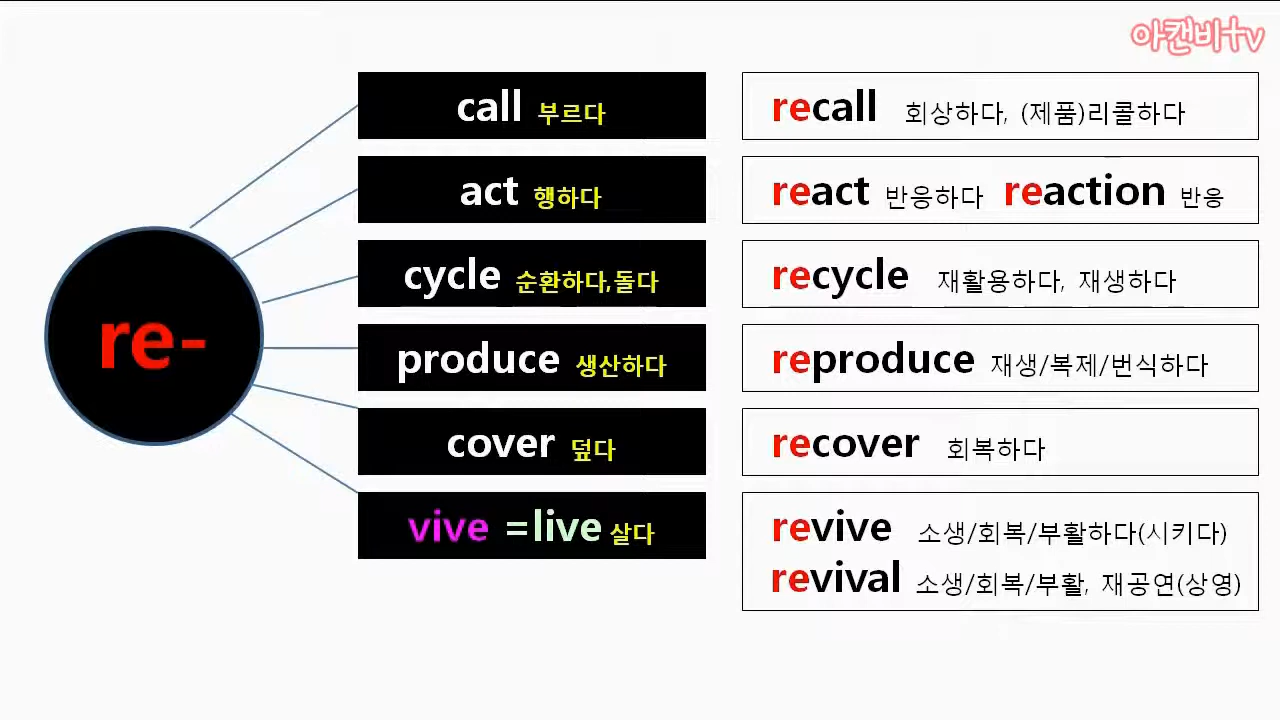 아캔비tv
re-
call 부르다
recall 회상하다, (제품)리콜하다
act 행하다
react 반응하다 reaction 반응
cycle 순환하다,돌다
recycle 재활용하다, 재생하다
produce 생산하다
reproduce 재생/복제/번식하다
cover 덮다
recover 회복하다
vive =live 살다
revive 소생/회복/부활하다(시키다)
revival 소생/회복/부활, 재공연(상영)